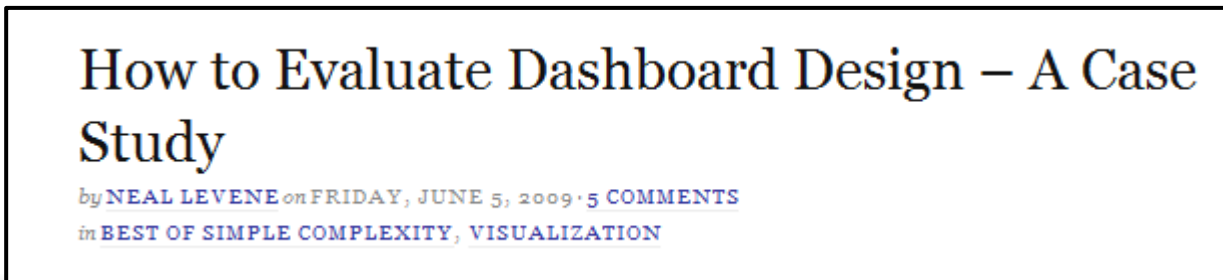 How to Evaluate Dashboard Design – A Case
Study
by NEAL LEVENE on FRIDAY, JUNE 5, 2009 · 5 COMMENTS
in BEST OF SIMPLE COMPLEXITY, VISUALIZATION